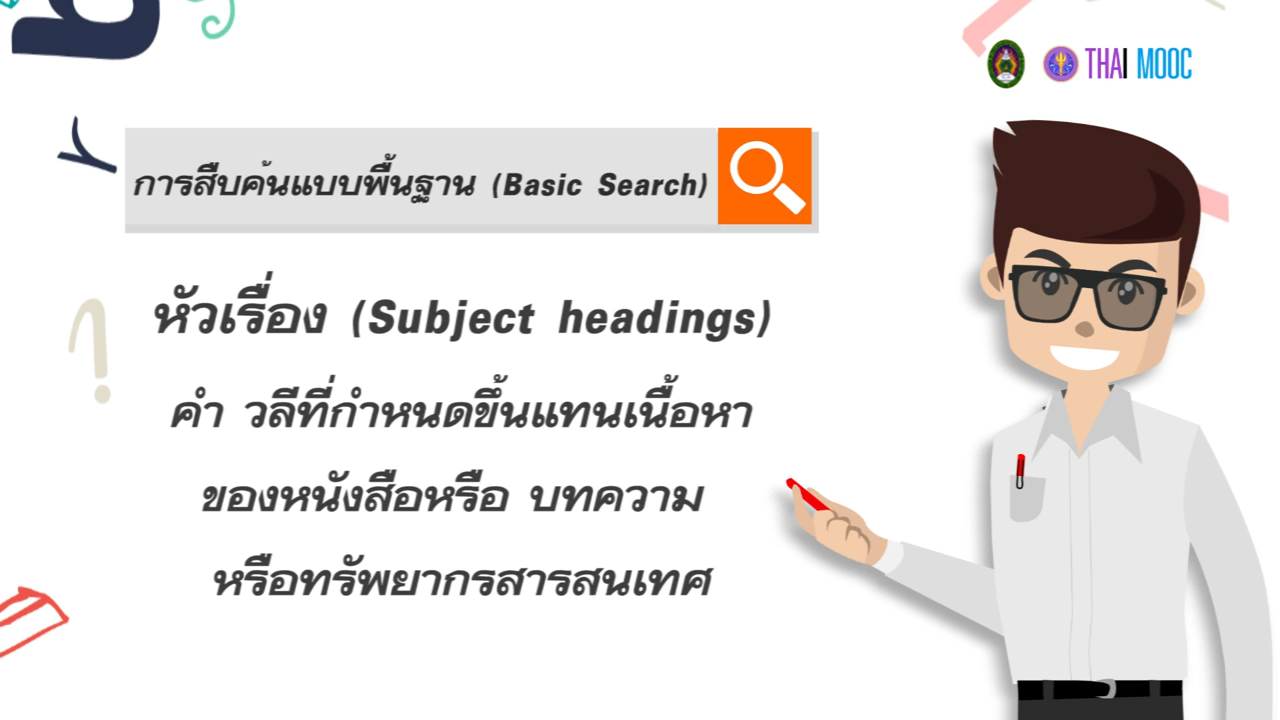 THAI MOOC
การสืบค้นแบบพื้นฐาน (Basic Search)
หัวเรื่อง (Subject headings)
คำ วลีที่กำหนดขึ้นแทนเนื้อหา
ของหนังสือหรือ บทความ
หรือทรัพยากรสารสนเทศ